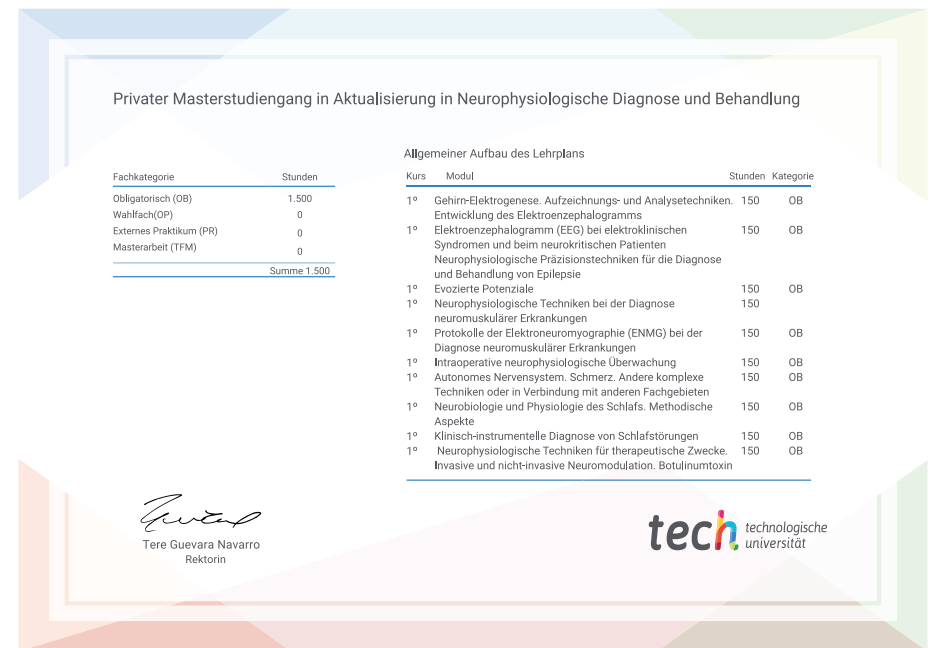 Privater Masterstudiengang in Aktualisierung in Neurophysiologische Diagnose und Behandlung
Fachkategorie Stunden
Obligatorisch (OB) 1.500
Wahlfach(OP) 0
Externes Praktikum (PR) 0
Masterarbeit (TFM) 0
Summe 1.500
Allgemeiner Aufbau des Lehrplans
Kurs Modul Stunden Kategorie
1º Gehirn-Elektrogenese. Aufzeichnungs- und Analysetechniken. 150 OB
Entwicklung des Elektroenzephalogramms
1º Elektroenzephalogramm (EEG) bei elektroklinischen 150 OB
Syndromen und beim neurokritischen Patienten
Neurophysiologische Präzisionstechniken für die Diagnose
und Behandlung von Epilepsie
1º Evozierte Potenziale 150 OB
1º Neurophysiologische Techniken bei der Diagnose 150
neuromuskulärer Erkrankungen
1º Protokolle der Elektroneuromyographie (ENMG) bei der 150 OB
Diagnose neuromuskulärer Erkrankungen
1º Intraoperative neurophysiologische Überwachung 150 OB
1º Autonomes Nervensystem. Schmerz. Andere komplexe 150 OB
Techniken oder in Verbindung mit anderen Fachgebieten
1º Neurobiologie und Physiologie des Schlafs. Methodische 150 OB
Aspekte
1º Klinisch-instrumentelle Diagnose von Schlafstörungen 150 OB
1º Neurophysiologische Techniken für therapeutische Zwecke. 150 OB
Invasive und nicht-invasive Neuromodulation. Botulinumtoxin
Tere Guevara Navarro
Rektorin
tech technologische
universität